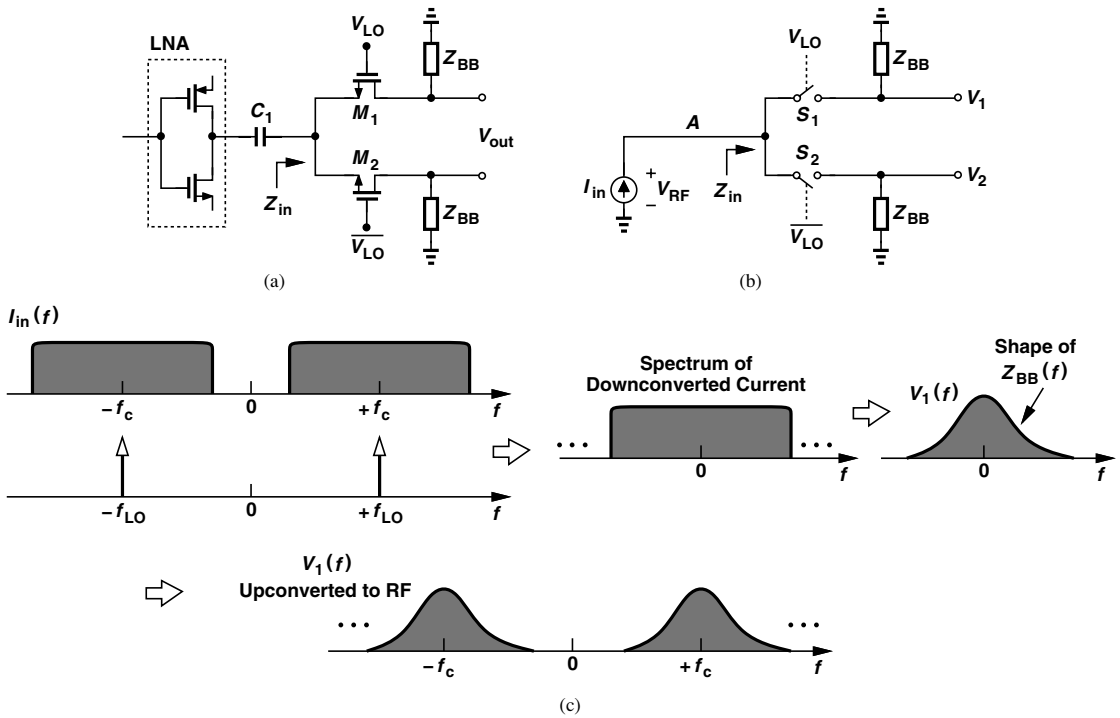 LNA
V_LO
Z_BB
C_1
M_1
V_out
M_2
Z_in
Z_BB
V_LO
(a)
V_LO
Z_BB
V_1
A
S_1
S_2
I_in
+
V_RF
−
Z_in
V_2
Z_BB
V_LO
(b)
I_in (f)
−f_c 0 +f_c f
−f_LO 0 +f_LO f
Spectrum of
Downconverted Current
• • • • • •
0 f
Shape of
Z_BB (f)
V_1 (f)
0 f
V_1 (f)
Upconverted to RF
• • • • • •
−f_c 0 +f_c f
(c)